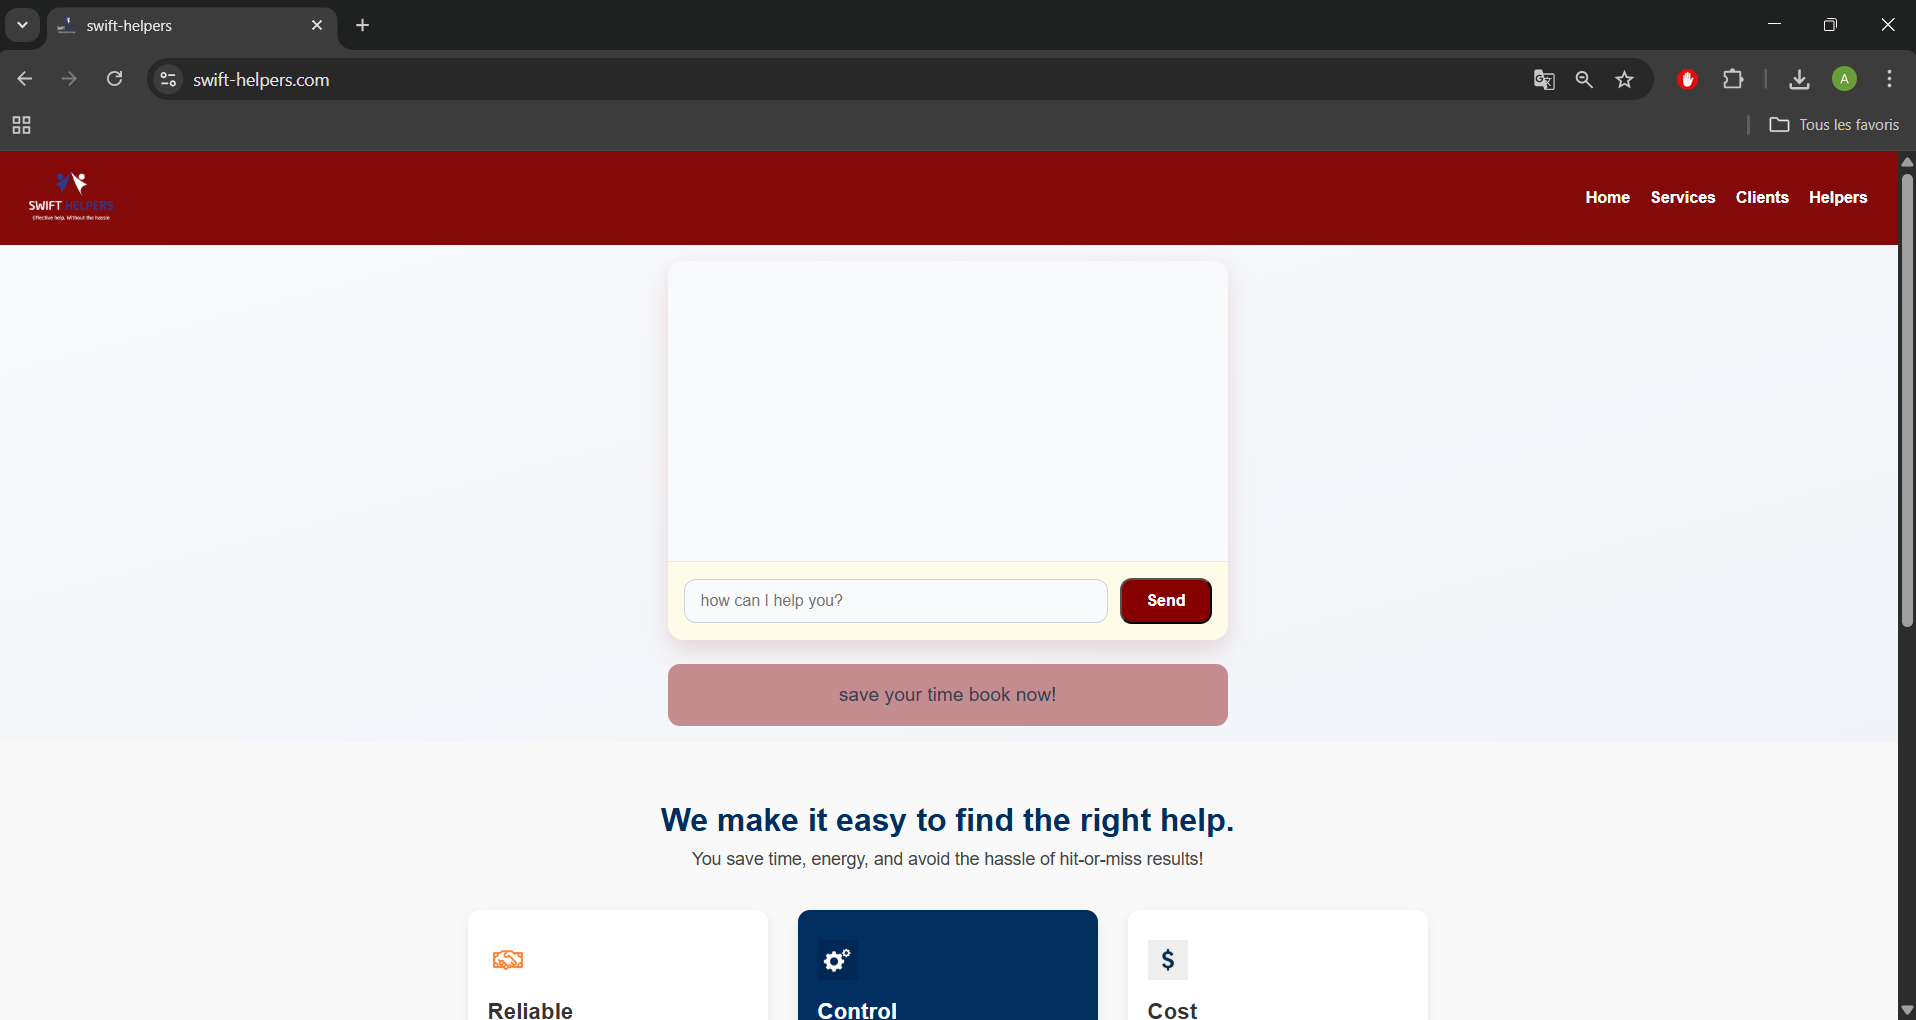 swift-helpers
swift-helpers.com
A
Tous les favoris
SWIFT HELPERS
Effective help. Without the hassle
Home Services Clients Helpers
how can I help you?
Send
save your time book now!
We make it easy to find the right help.
You save time, energy, and avoid the hassle of hit-or-miss results!
$
Reliable
Control
Cost